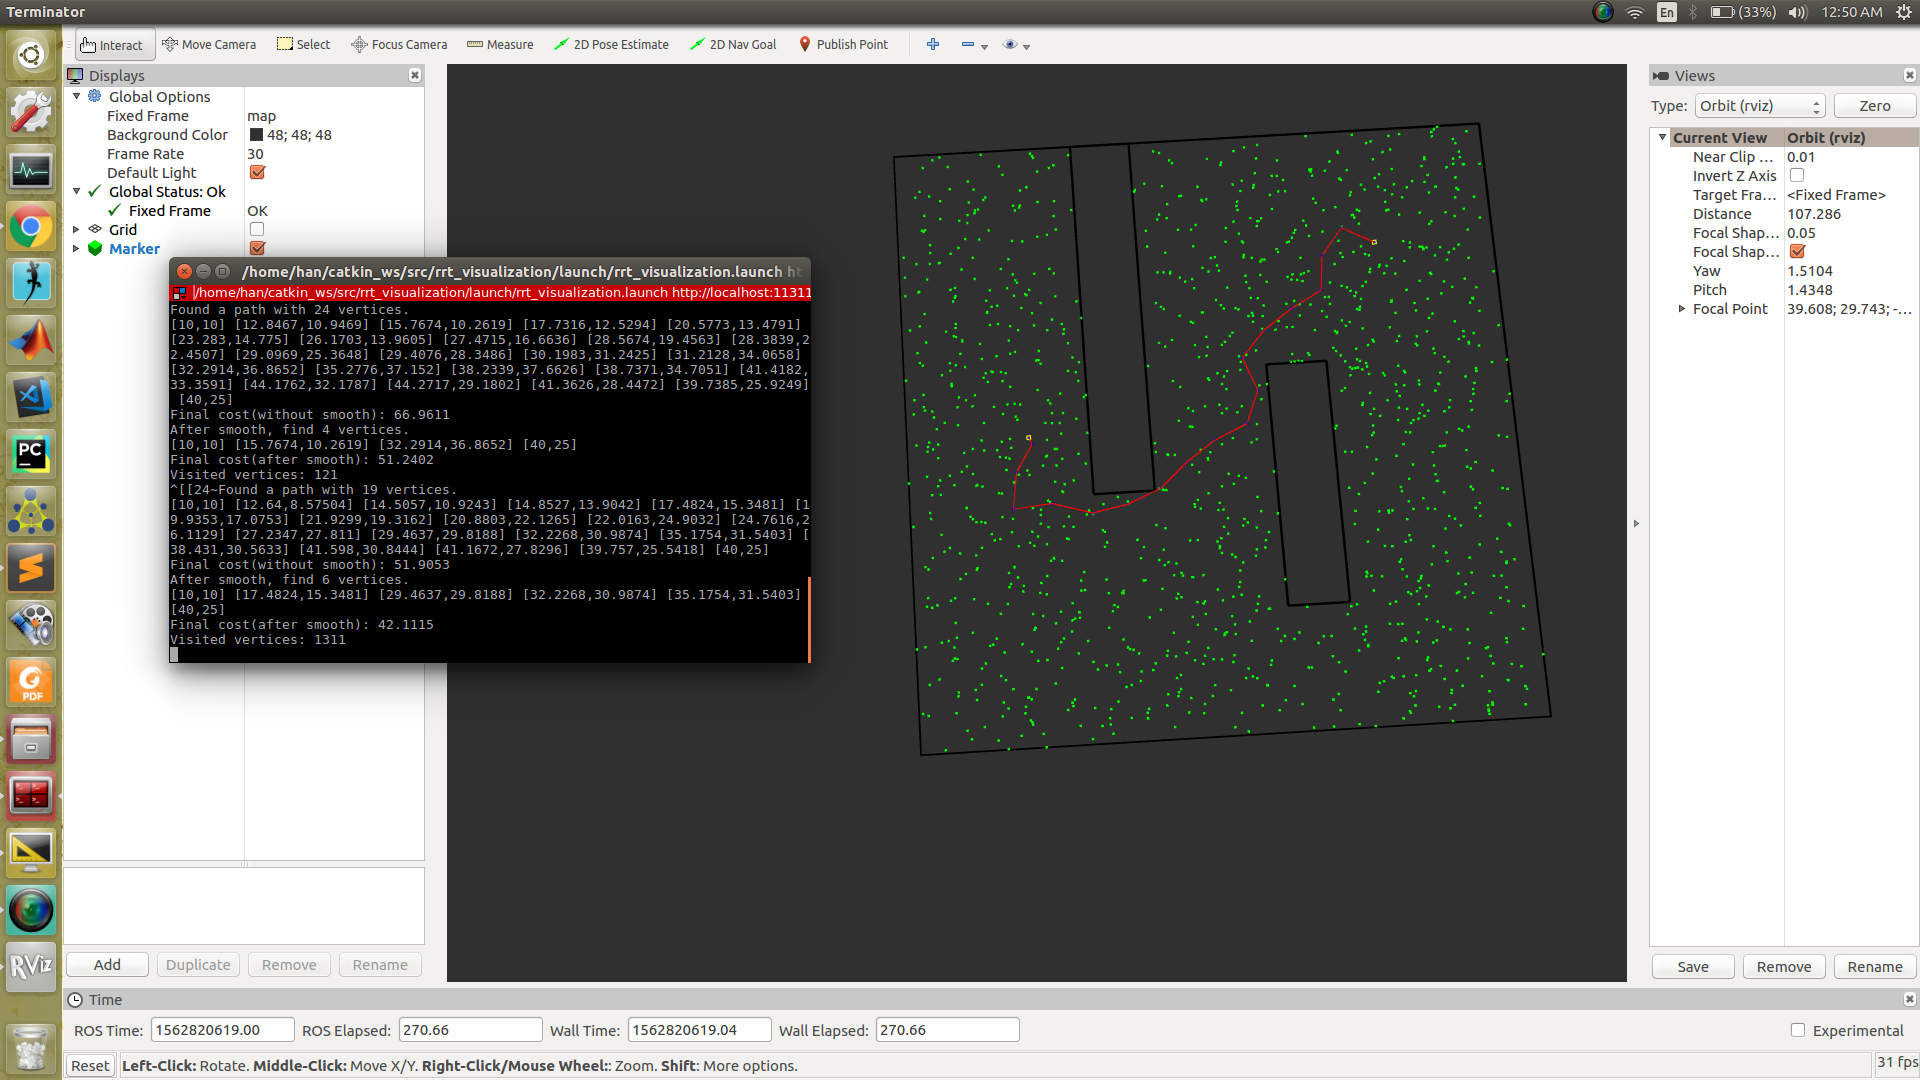 Terminator
En
(33%)
12:50 AM
Interact
Move Camera
Select
Focus Camera
Measure
2D Pose Estimate
2D Nav Goal
Publish Point
Displays
Global Options
Fixed Frame map
Background Color 48; 48; 48
Frame Rate 30
Default Light
Global Status: Ok
Fixed Frame OK
Grid
Marker
/home/han/catkin_ws/src/rrt_visualization/launch/rrt_visualization.launch ht
/home/han/catkin_ws/src/rrt_visualization/launch/rrt_visualization.launch http://localhost:11311
Found a path with 24 vertices.
[10,10] [12.8467,10.9469] [15.7674,10.2619] [17.7316,12.5294] [20.5773,13.4791]
[23.283,14.775] [26.1703,13.9605] [27.4715,16.6636] [28.5674,19.4563] [28.3839,2
2.4507] [29.0969,25.3648] [29.4076,28.3486] [30.1983,31.2425] [31.2128,34.0658]
[32.2914,36.8652] [35.2776,37.152] [38.2339,37.6626] [38.7371,34.7051] [41.4182,
33.3591] [44.1762,32.1787] [44.2717,29.1802] [41.3626,28.4472] [39.7385,25.9249]
[40,25]
Final cost(without smooth): 66.9611
After smooth, find 4 vertices.
[10,10] [15.7674,10.2619] [32.2914,36.8652] [40,25]
Final cost(after smooth): 51.2402
Visited vertices: 121
^[[24~Found a path with 19 vertices.
[10,10] [12.64,8.57504] [14.5057,10.9243] [14.8527,13.9042] [17.4824,15.3481] [1
9.9353,17.0753] [21.9299,19.3162] [20.8803,22.1265] [22.0163,24.9032] [24.7616,2
6.1129] [27.2347,27.811] [29.4637,29.8188] [32.2268,30.9874] [35.1754,31.5403] [
38.431,30.5633] [41.598,30.8444] [41.1672,27.8296] [39.757,25.5418] [40,25]
Final cost(without smooth): 51.9053
After smooth, find 6 vertices.
[10,10] [17.4824,15.3481] [29.4637,29.8188] [32.2268,30.9874] [35.1754,31.5403]
[40,25]
Final cost(after smooth): 42.1115
Visited vertices: 1311
PC
PDF
RViz
Add
Duplicate
Remove
Rename
Views
Type: Orbit (rviz)
Zero
Current View Orbit (rviz)
Near Clip ... 0.01
Invert Z Axis
Target Fra... <Fixed Frame>
Distance 107.286
Focal Shap... 0.05
Focal Shap...
Yaw 1.5104
Pitch 1.4348
Focal Point 39.608; 29.743; -...
Save
Remove
Rename
Time
ROS Time: 1562820619.00
ROS Elapsed: 270.66
Wall Time: 1562820619.04
Wall Elapsed: 270.66
Experimental
Reset
Left-Click: Rotate. Middle-Click: Move X/Y. Right-Click/Mouse Wheel:: Zoom. Shift: More options.
31 fps